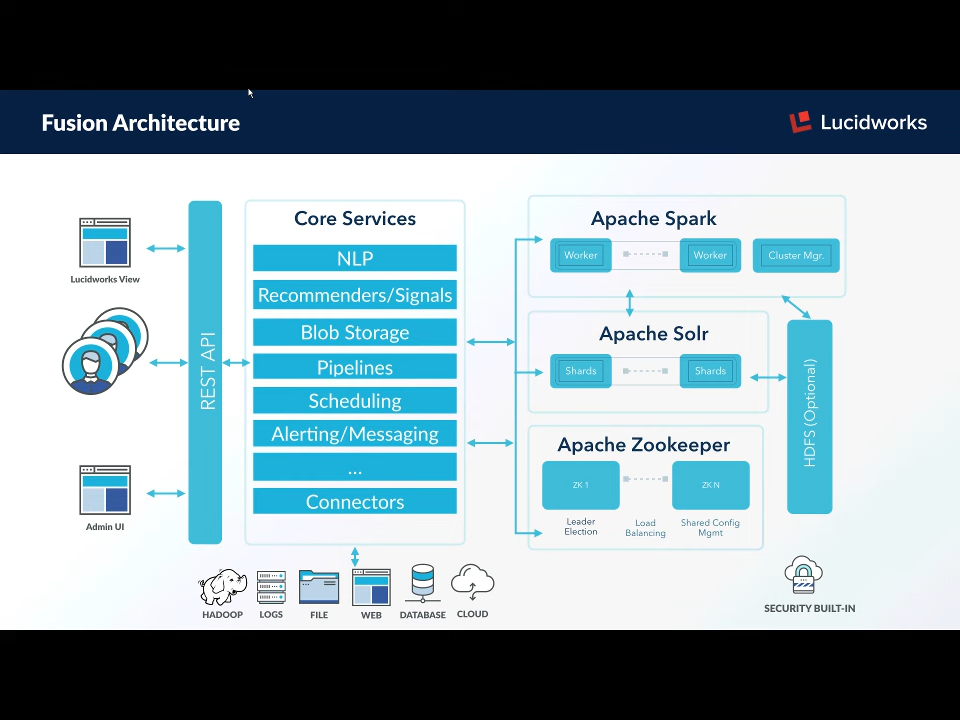 Fusion Architecture
Lucidworks
Lucidworks View
Admin UI
REST API
Core Services
NLP
Recommenders/Signals
Blob Storage
Pipelines
Scheduling
Alerting/Messaging
...
Connectors
HADOOP
LOGS
FILE
WEB
DATABASE
CLOUD
Apache Spark
Worker
Worker
Cluster Mgr.
Apache Solr
Shards
Shards
Apache Zookeeper
ZK 1
ZK N
Leader
Election
Load
Balancing
Shared Config
Mgmt
HDFS (Optional)
SECURITY BUILT-IN